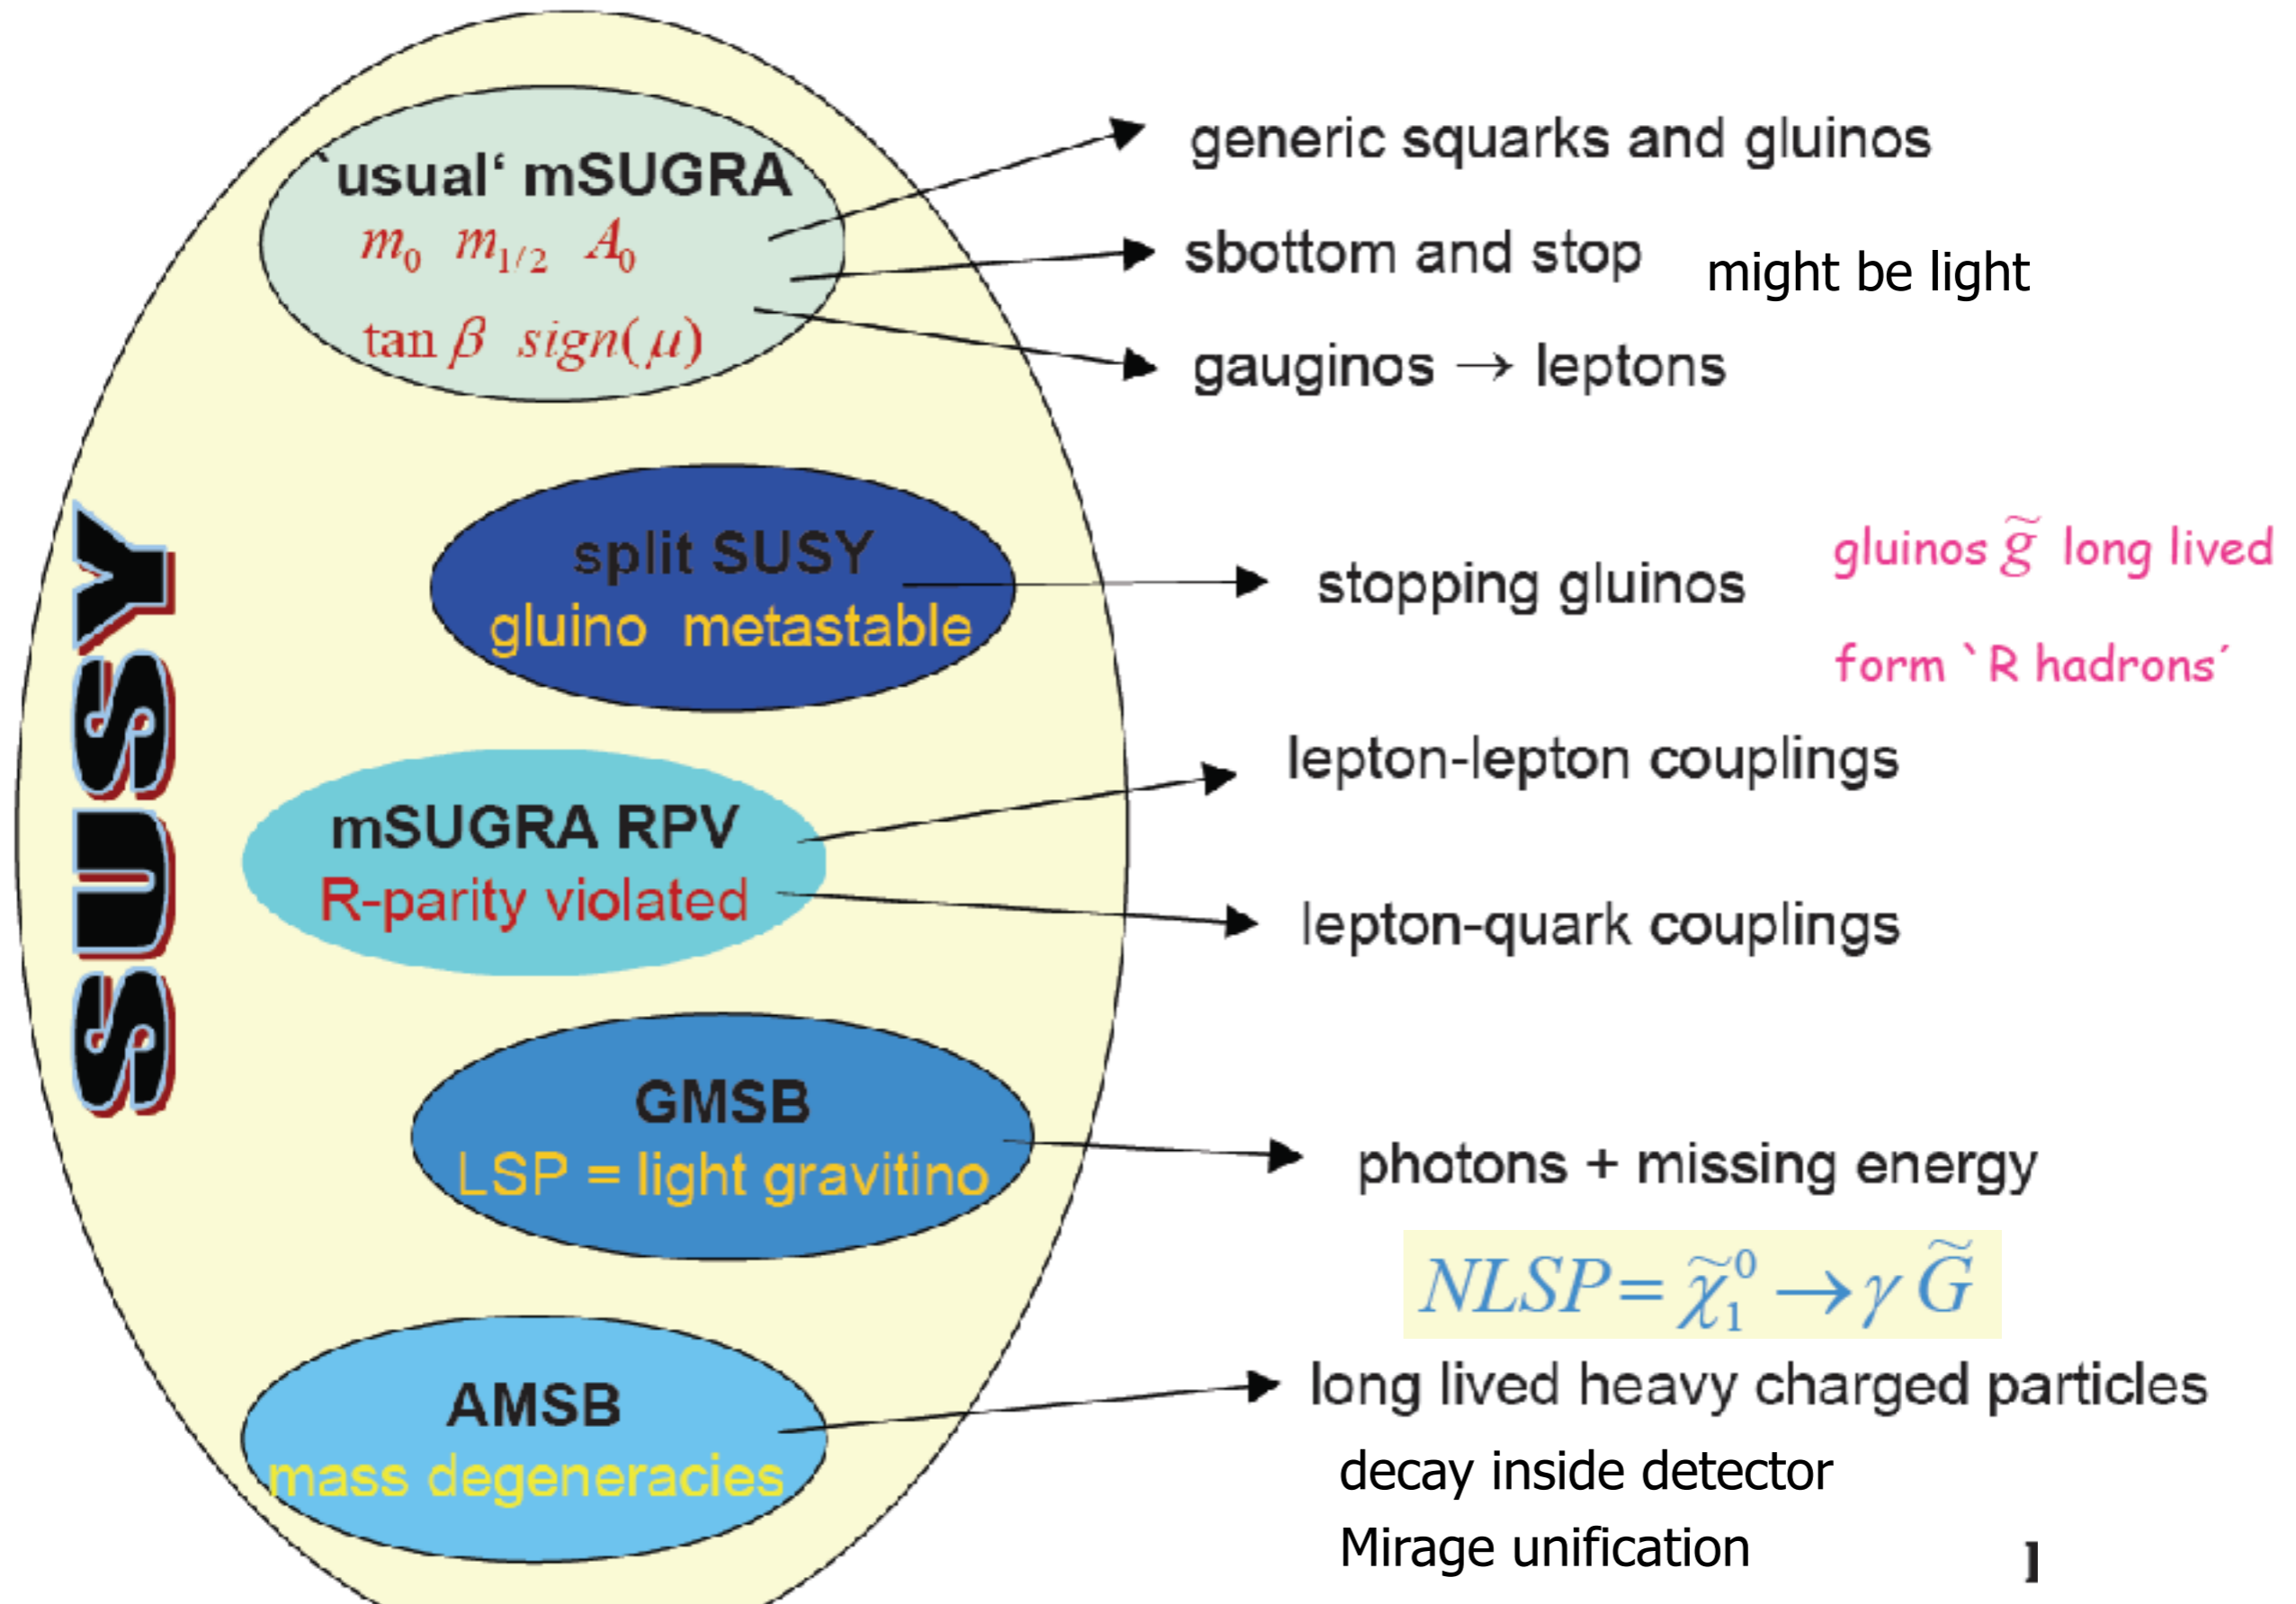 SUSY
`usual‘ mSUGRA
m₀ m₁/₂ A₀
tan β sign(μ)
generic squarks and gluinos
sbottom and stop might be light
gauginos → leptons
split SUSY
gluino metastable
stopping gluinos
gluinos g̃ long lived
form `R hadrons´
mSUGRA RPV
R-parity violated
lepton-lepton couplings
lepton-quark couplings
GMSB
LSP = light gravitino
photons + missing energy
NLSP = χ̃₁⁰ → γ G̃
AMSB
mass degeneracies
long lived heavy charged particles
decay inside detector
Mirage unification
]